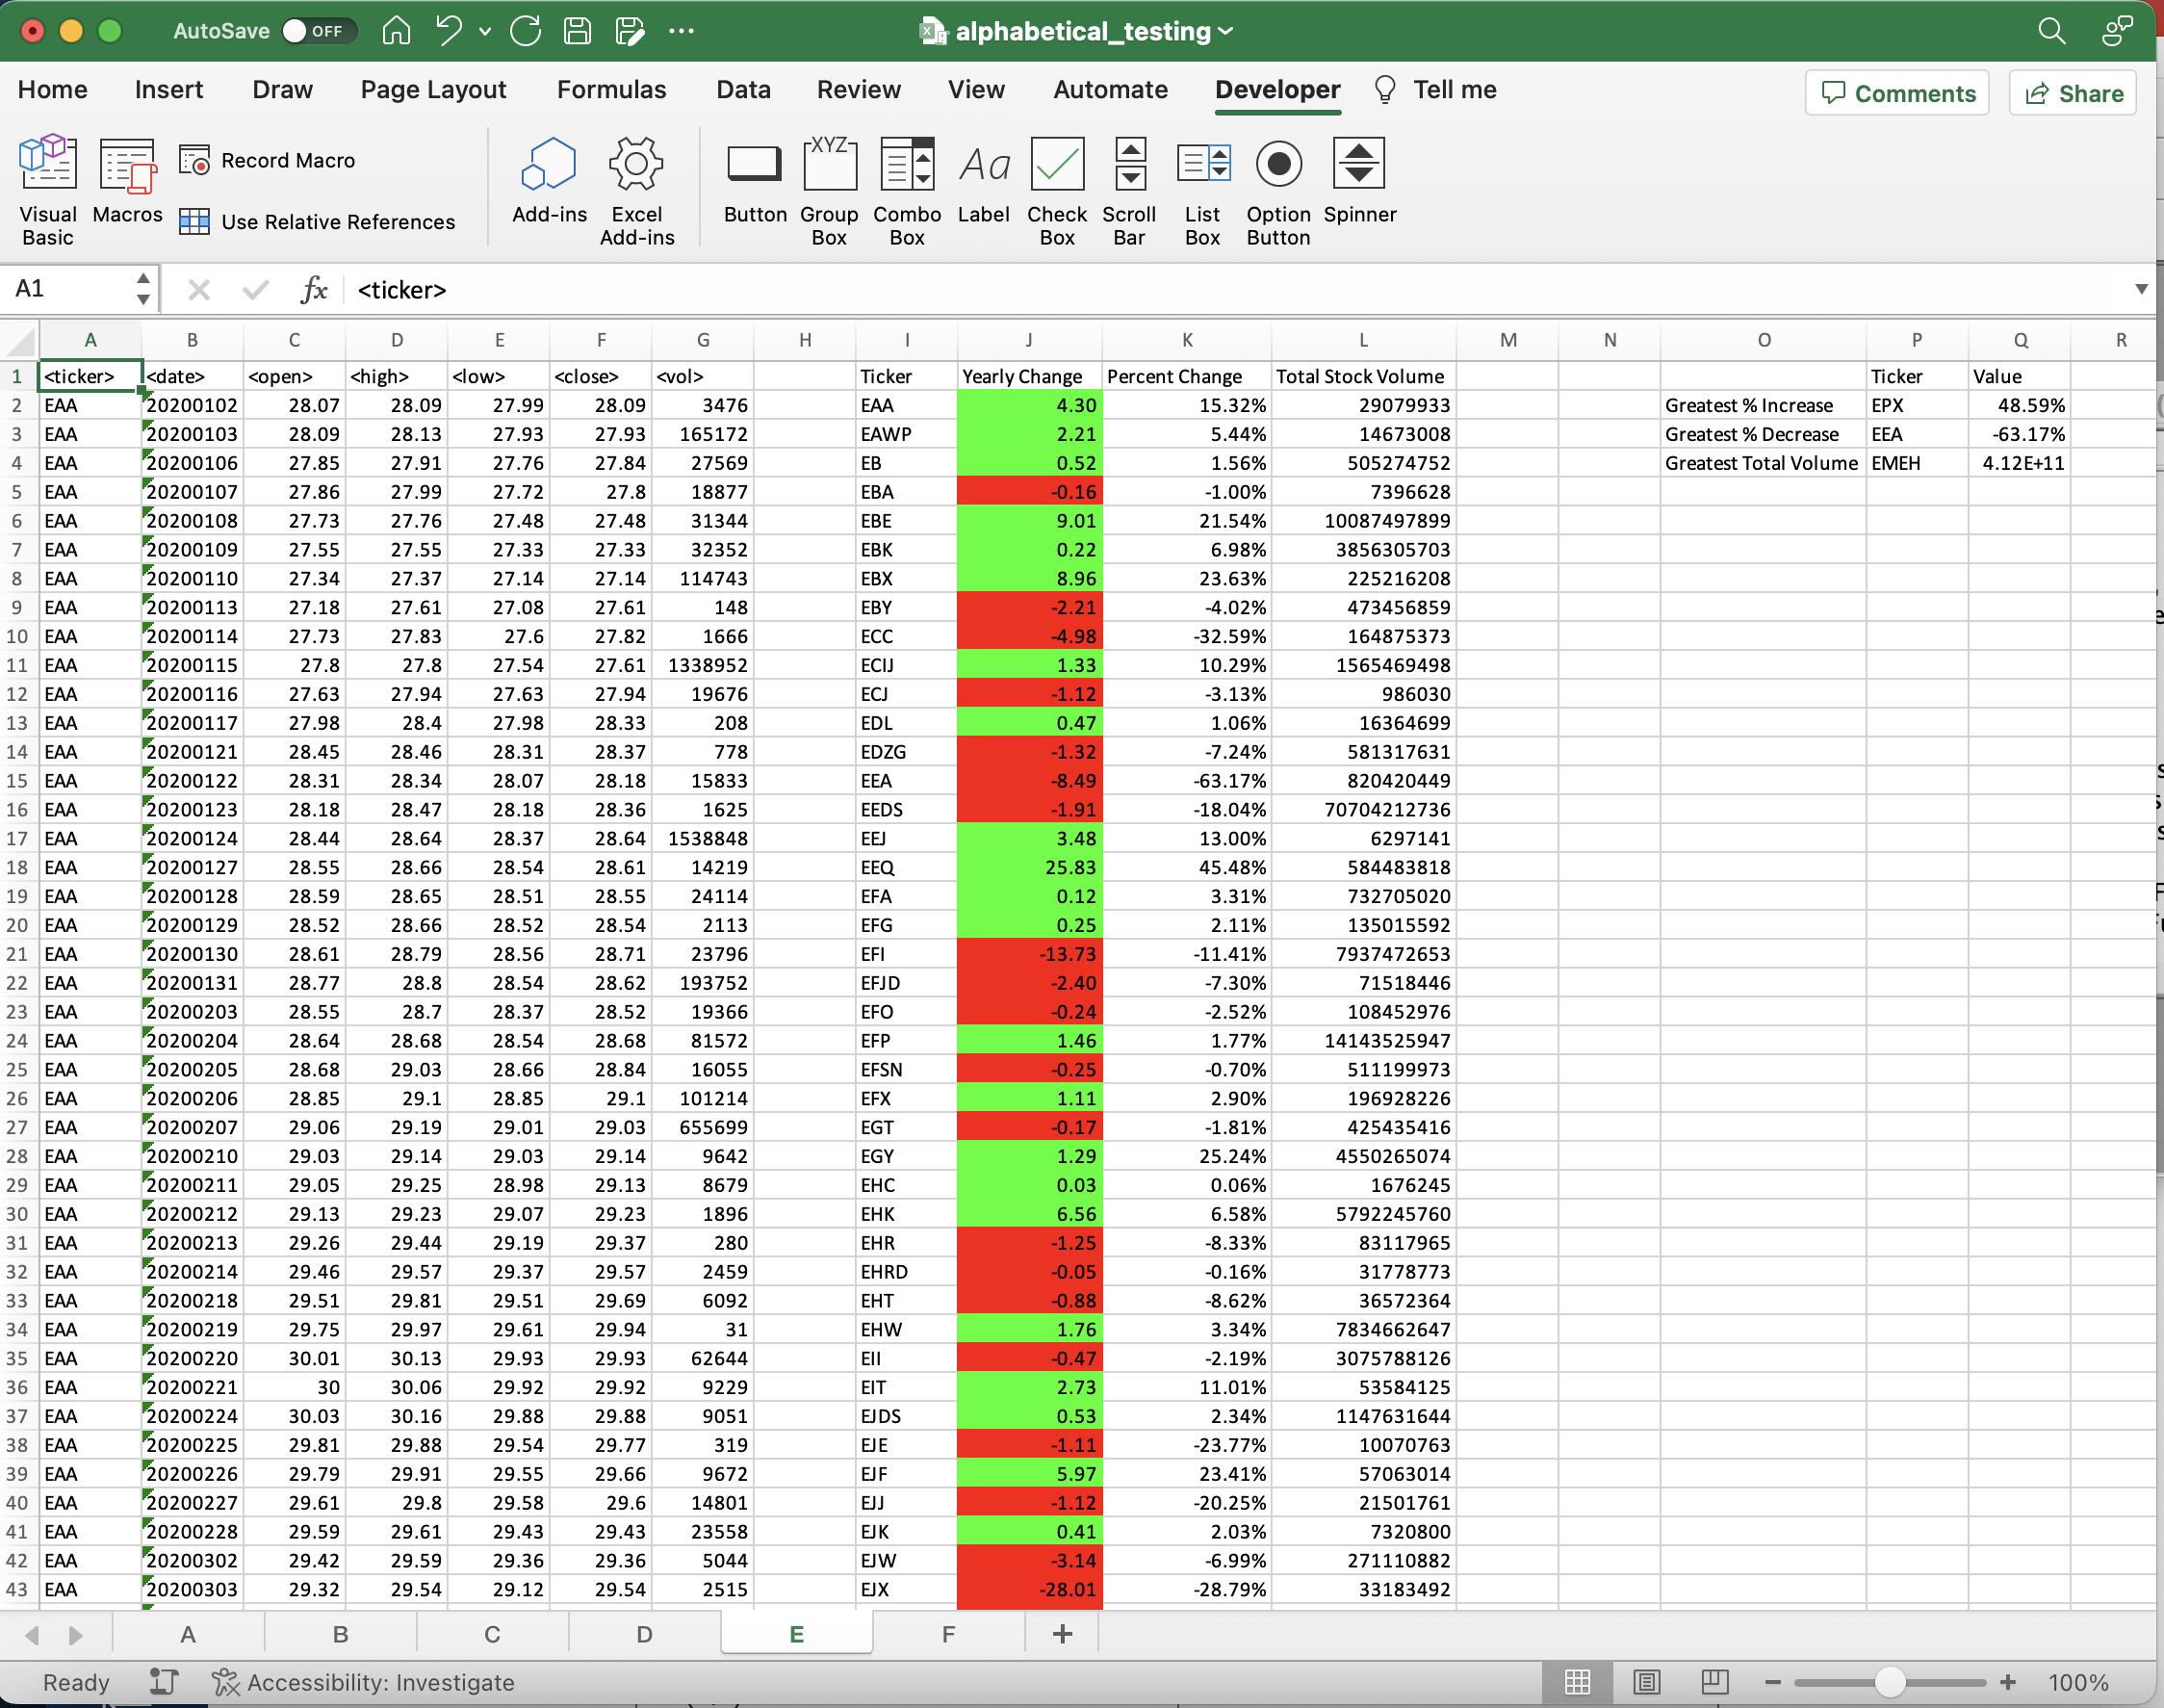 AutoSave OFF alphabetical_testing
Home Insert Draw Page Layout Formulas Data Review View Automate Developer Tell me Comments Share
Visual Basic Macros Record Macro Use Relative References Add-ins Excel Add-ins Button Group Box Combo Box Label Check Box Scroll Bar List Box Option Button Spinner
XYZ Aa
A1 fx <ticker>
A B C D E F G H I J K L M N O P Q R
1 <ticker> <date> <open> <high> <low> <close> <vol> Ticker Yearly Change Percent Change Total Stock Volume Ticker Value
2 EAA 20200102 28.07 28.09 27.99 28.09 3476 EAA 4.30 15.32% 29079933 Greatest % Increase EPX 48.59%
3 EAA 20200103 28.09 28.13 27.93 27.93 165172 EAWP 2.21 5.44% 14673008 Greatest % Decrease EEA -63.17%
4 EAA 20200106 27.85 27.91 27.76 27.84 27569 EB 0.52 1.56% 505274752 Greatest Total Volume EMEH 4.12E+11
5 EAA 20200107 27.86 27.99 27.72 27.8 18877 EBA -0.16 -1.00% 7396628
6 EAA 20200108 27.73 27.76 27.48 27.48 31344 EBE 9.01 21.54% 10087497899
7 EAA 20200109 27.55 27.55 27.33 27.33 32352 EBK 0.22 6.98% 3856305703
8 EAA 20200110 27.34 27.37 27.14 27.14 114743 EBX 8.96 23.63% 225216208
9 EAA 20200113 27.18 27.61 27.08 27.61 148 EBY -2.21 -4.02% 473456859
10 EAA 20200114 27.73 27.83 27.6 27.82 1666 ECC -4.98 -32.59% 164875373
11 EAA 20200115 27.8 27.8 27.54 27.61 1338952 ECIJ 1.33 10.29% 1565469498
12 EAA 20200116 27.63 27.94 27.63 27.94 19676 ECJ -1.12 -3.13% 986030
13 EAA 20200117 27.98 28.4 27.98 28.33 208 EDL 0.47 1.06% 16364699
14 EAA 20200121 28.45 28.46 28.31 28.37 778 EDZG -1.32 -7.24% 581317631
15 EAA 20200122 28.31 28.34 28.07 28.18 15833 EEA -8.49 -63.17% 820420449
16 EAA 20200123 28.18 28.47 28.18 28.36 1625 EEDS -1.91 -18.04% 70704212736
17 EAA 20200124 28.44 28.64 28.37 28.64 1538848 EEJ 3.48 13.00% 6297141
18 EAA 20200127 28.55 28.66 28.54 28.61 14219 EEQ 25.83 45.48% 584483818
19 EAA 20200128 28.59 28.65 28.51 28.55 24114 EFA 0.12 3.31% 732705020
20 EAA 20200129 28.52 28.66 28.52 28.54 2113 EFG 0.25 2.11% 135015592
21 EAA 20200130 28.61 28.79 28.56 28.71 23796 EFI -13.73 -11.41% 7937472653
22 EAA 20200131 28.77 28.8 28.54 28.62 193752 EFJD -2.40 -7.30% 71518446
23 EAA 20200203 28.55 28.7 28.37 28.52 19366 EFO -0.24 -2.52% 108452976
24 EAA 20200204 28.64 28.68 28.54 28.68 81572 EFP 1.46 1.77% 14143525947
25 EAA 20200205 28.68 29.03 28.66 28.84 16055 EFSN -0.25 -0.70% 511199973
26 EAA 20200206 28.85 29.1 28.85 29.1 101214 EFX 1.11 2.90% 196928226
27 EAA 20200207 29.06 29.19 29.01 29.03 655699 EGT -0.17 -1.81% 425435416
28 EAA 20200210 29.03 29.14 29.03 29.14 9642 EGY 1.29 25.24% 4550265074
29 EAA 20200211 29.05 29.25 28.98 29.13 8679 EHC 0.03 0.06% 1676245
30 EAA 20200212 29.13 29.23 29.07 29.23 1896 EHK 6.56 6.58% 5792245760
31 EAA 20200213 29.26 29.44 29.19 29.37 280 EHR -1.25 -8.33% 83117965
32 EAA 20200214 29.46 29.57 29.37 29.57 2459 EHRD -0.05 -0.16% 31778773
33 EAA 20200218 29.51 29.81 29.51 29.69 6092 EHT -0.88 -8.62% 36572364
34 EAA 20200219 29.75 29.97 29.61 29.94 31 EHW 1.76 3.34% 7834662647
35 EAA 20200220 30.01 30.13 29.93 29.93 62644 EII -0.47 -2.19% 3075788126
36 EAA 20200221 30 30.06 29.92 29.92 9229 EIT 2.73 11.01% 53584125
37 EAA 20200224 30.03 30.16 29.88 29.88 9051 EJDS 0.53 2.34% 1147631644
38 EAA 20200225 29.81 29.88 29.54 29.77 319 EJE -1.11 -23.77% 10070763
39 EAA 20200226 29.79 29.91 29.55 29.66 9672 EJF 5.97 23.41% 57063014
40 EAA 20200227 29.61 29.8 29.58 29.6 14801 EJJ -1.12 -20.25% 21501761
41 EAA 20200228 29.59 29.61 29.43 29.43 23558 EJK 0.41 2.03% 7320800
42 EAA 20200302 29.42 29.59 29.36 29.36 5044 EJW -3.14 -6.99% 271110882
43 EAA 20200303 29.32 29.54 29.12 29.54 2515 EJX -28.01 -28.79% 33183492
A B C D E F +
Ready Accessibility: Investigate 100%